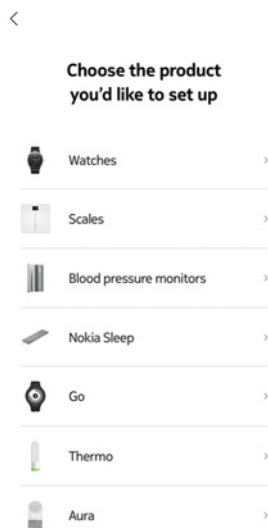 Choose the product
you'd like to set up
Watches
Scales
Blood pressure monitors
Nokia Sleep
Go
Thermo
Aura